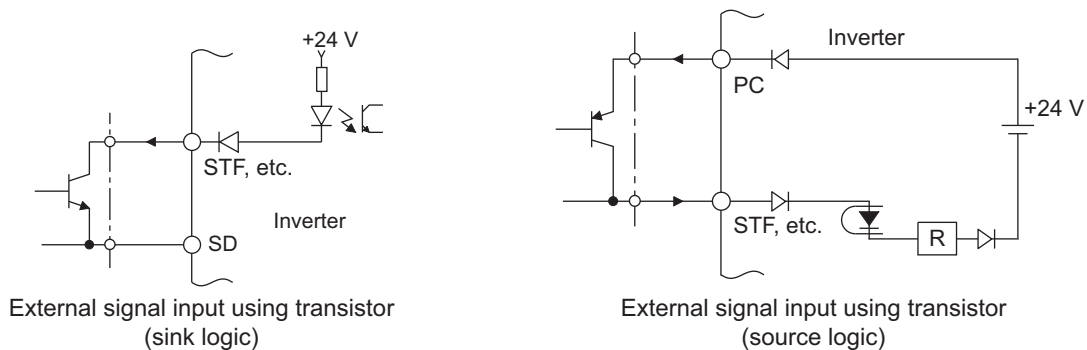 +24 V
STF, etc.
Inverter
SD
External signal input using transistor
(sink logic)
Inverter
PC
+24 V
STF, etc.
R
External signal input using transistor
(source logic)